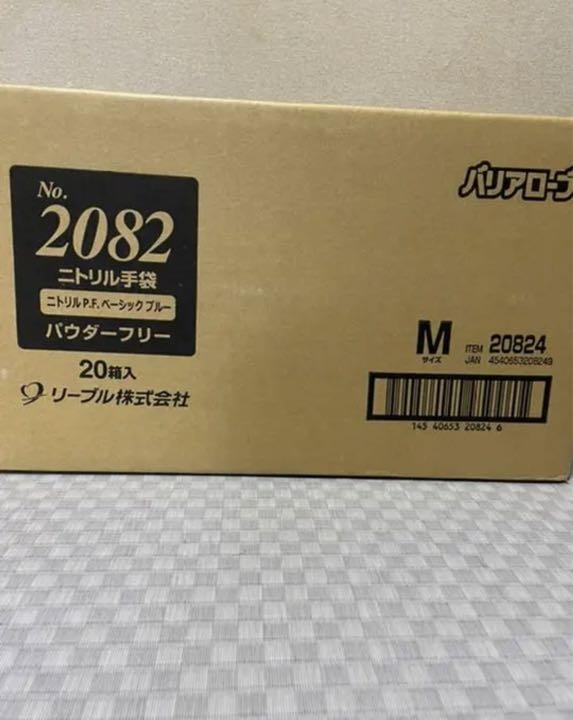 No.
2082
ニトリル手袋
ニトリル P.F. ベーシック ブルー
パウダーフリー
20箱入
リーブル株式会社
バリアローブ
M
サイズ
ITEM 20824
JAN 4540653208249
145 40653 20824 6